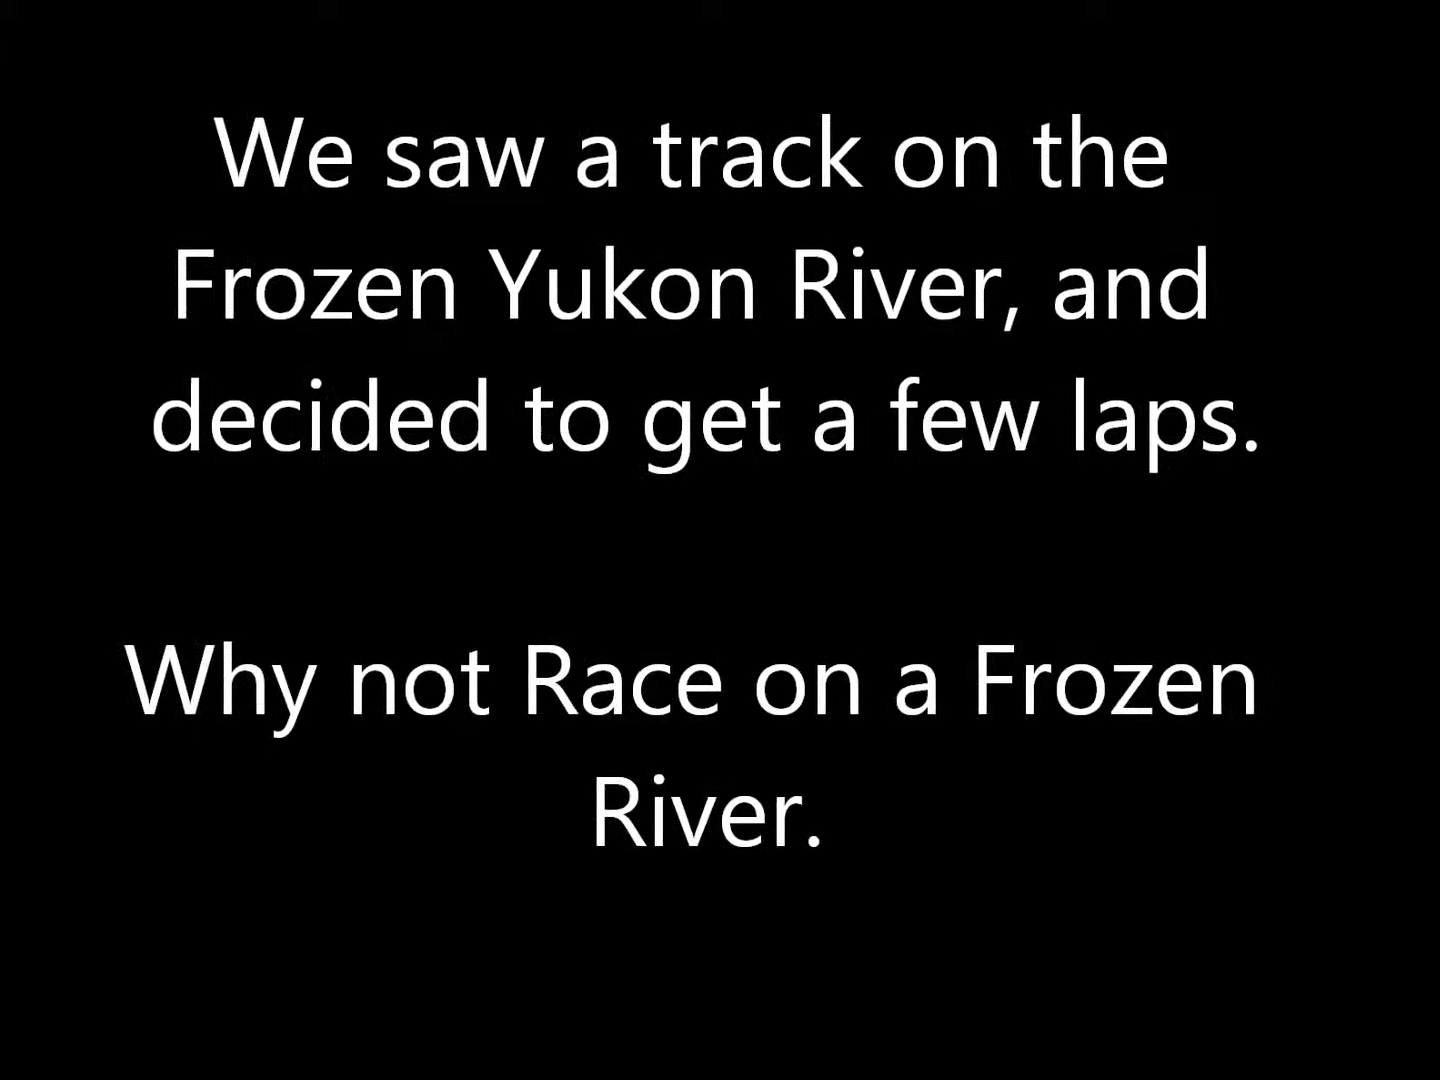 We saw a track on the
Frozen Yukon River, and
decided to get a few laps.
Why not Race on a Frozen
River.